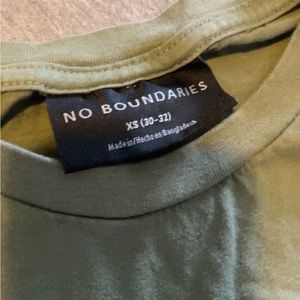 NO BOUNDARIES
XS (30-32)
Made in/Hecho en Bangladesh